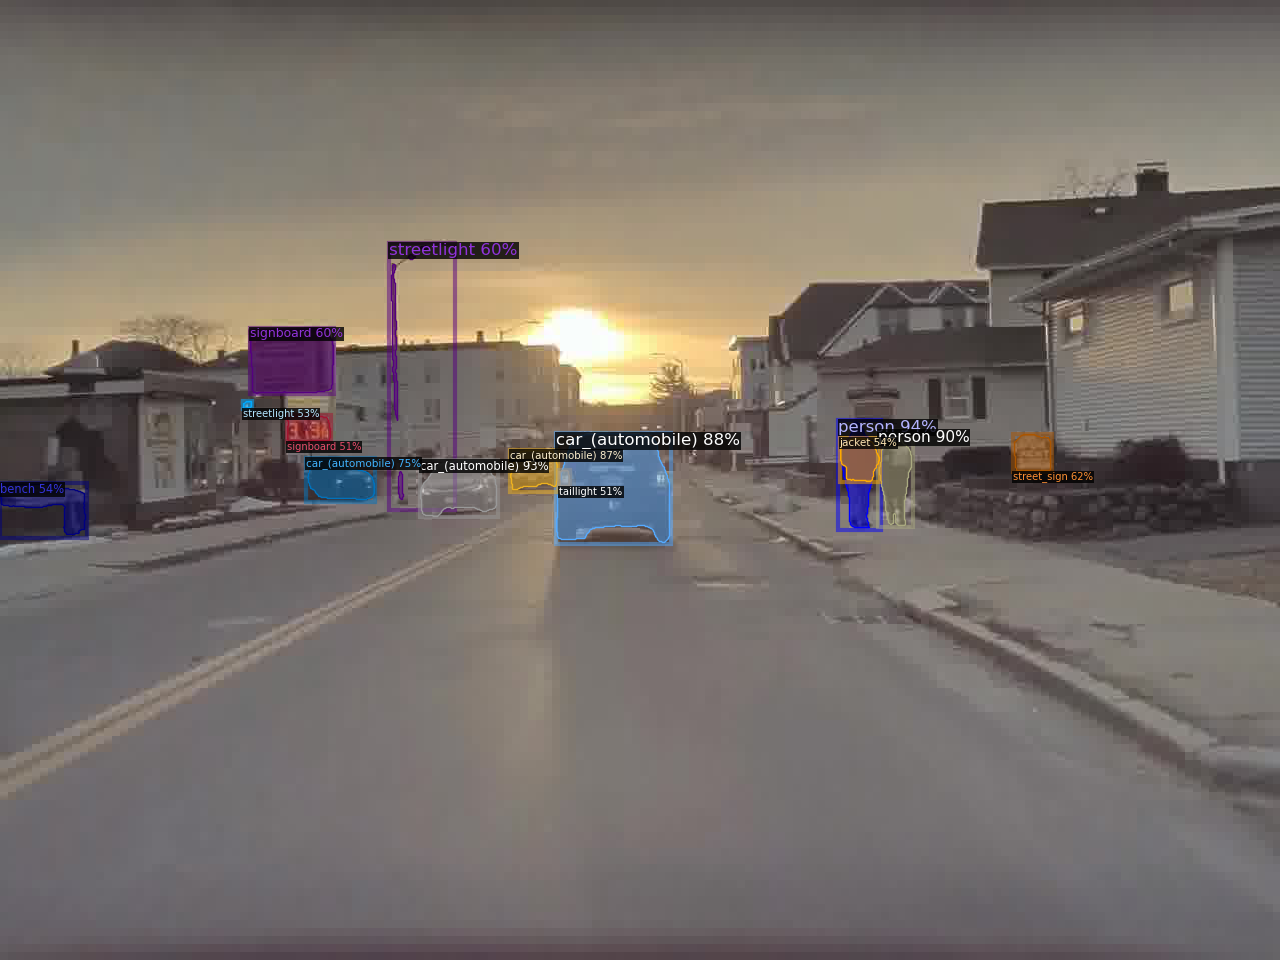 streetlight 60%
signboard 60%
streetlight 53%
signboard 51%
car_(automobile) 75%
car_(automobile) 93%
car_(automobile) 87%
car_(automobile) 88%
taillight 51%
person 94%
person 90%
jacket 54%
street_sign 62%
bench 54%